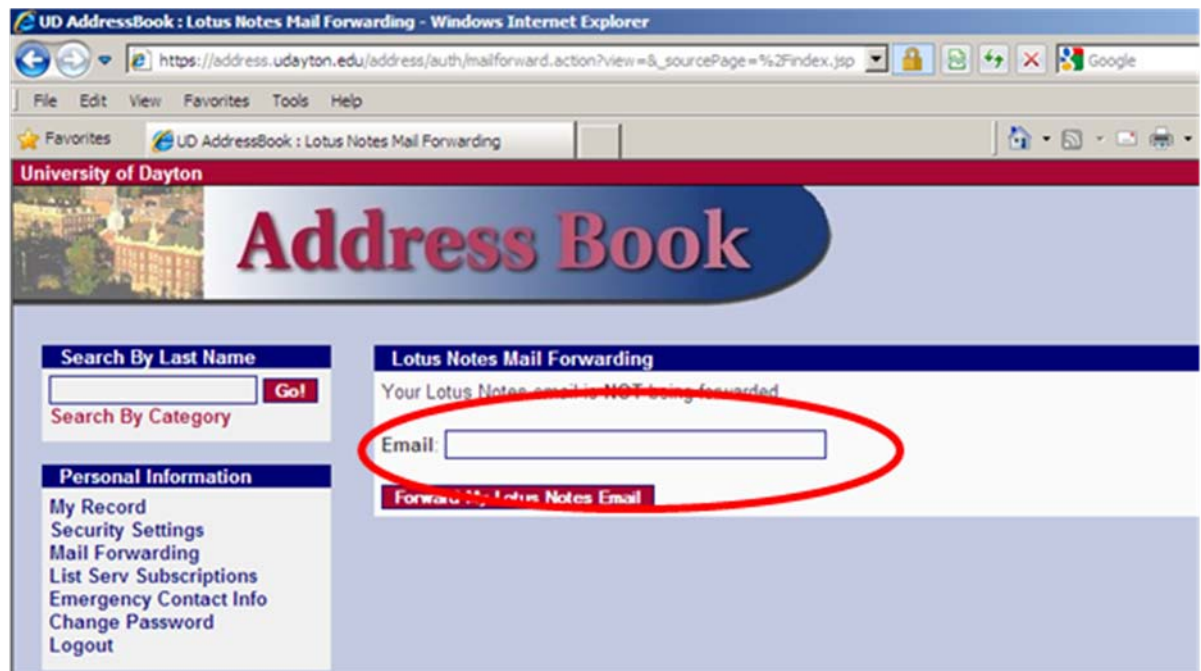 UD AddressBook : Lotus Notes Mail Forwarding - Windows Internet Explorer
https://address.udayton.edu/address/auth/mailforward.action?view=&_sourcePage=%2Findex.jsp
Google
File Edit View Favorites Tools Help
Favorites
UD AddressBook : Lotus Notes Mail Forwarding
University of Dayton
Address Book
Search By Last Name
Go!
Search By Category
Personal Information
My Record
Security Settings
Mail Forwarding
List Serv Subscriptions
Emergency Contact Info
Change Password
Logout
Lotus Notes Mail Forwarding
Your Lotus Notes email is NOT being forwarded
Email:
Forward My Lotus Notes Email